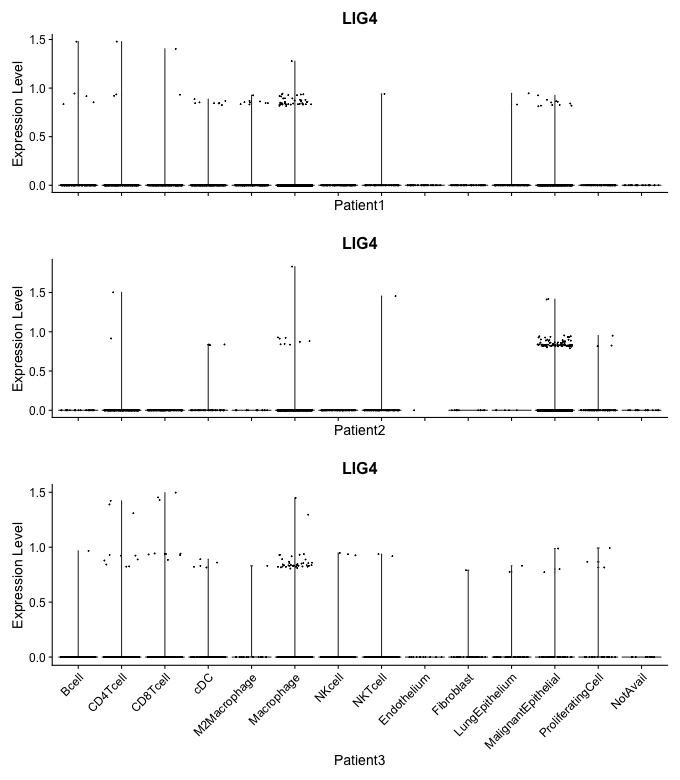 LIG4
Expression Level
1.5
1.0
0.5
0.0
Patient1
LIG4
Expression Level
1.5
1.0
0.5
0.0
Patient2
LIG4
Expression Level
1.5
1.0
0.5
0.0
Bcell
CD4Tcell
CD8Tcell
cDC
M2Macrophage
Macrophage
NKcell
NKTcell
Endothelium
Fibroblast
LungEpithelium
MalignantEpithelial
ProliferatingCell
NotAvail
Patient3